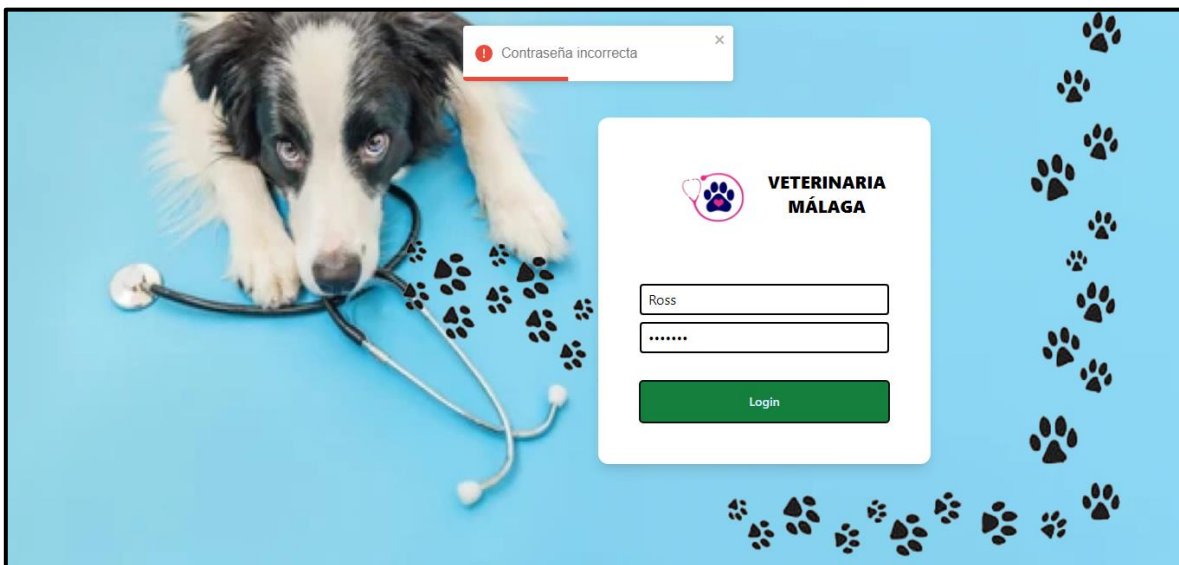 Contraseña incorrecta
VETERINARIA
MÁLAGA
Ross
•••••••
Login